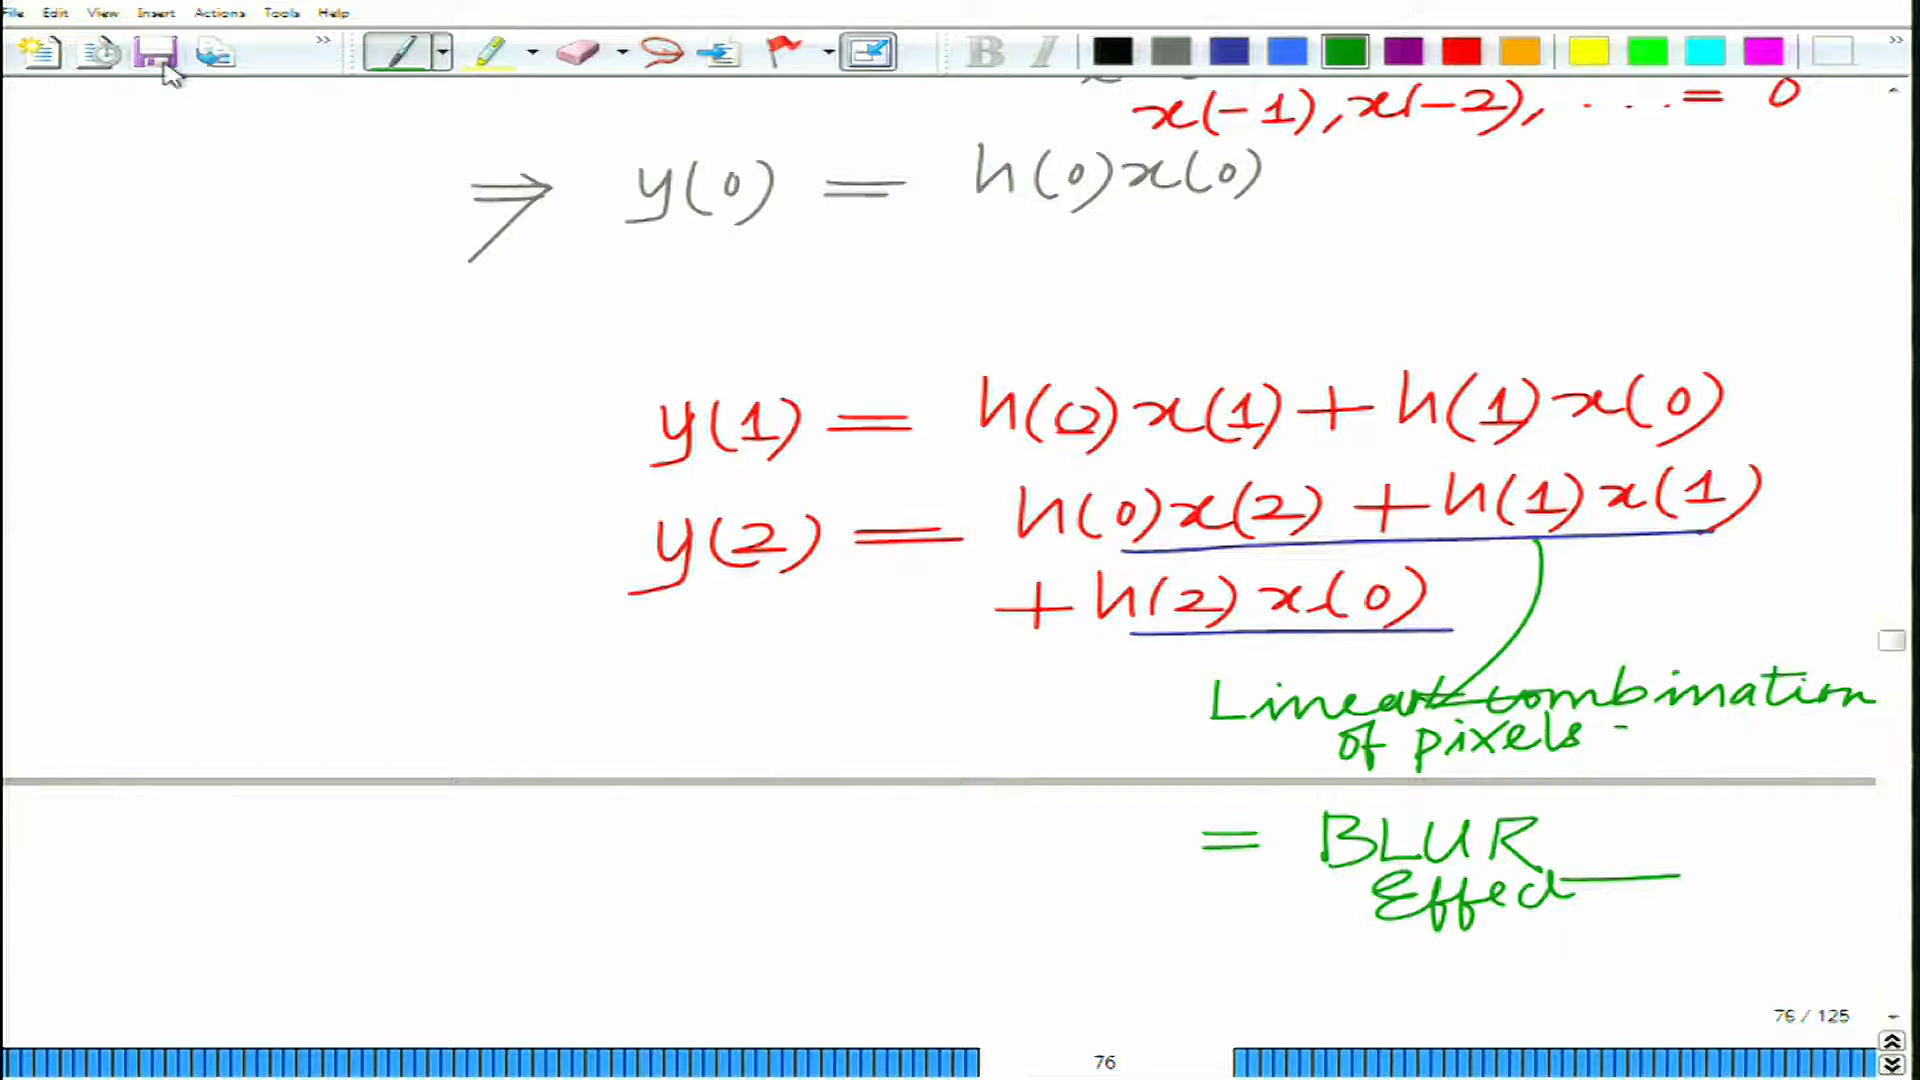 File Edit View Insert Actions Tools Help
B I
x(-1), x(-2), . . . = 0
⇒ y(0) = h(0)x(0)
y(1) = h(0)x(1) + h(1)x(0)
y(2) = h(0)x(2) + h(1)x(1)
+ h(2)x(0)
Linear combination
of pixels.
= BLUR
Effect
76 / 125
76